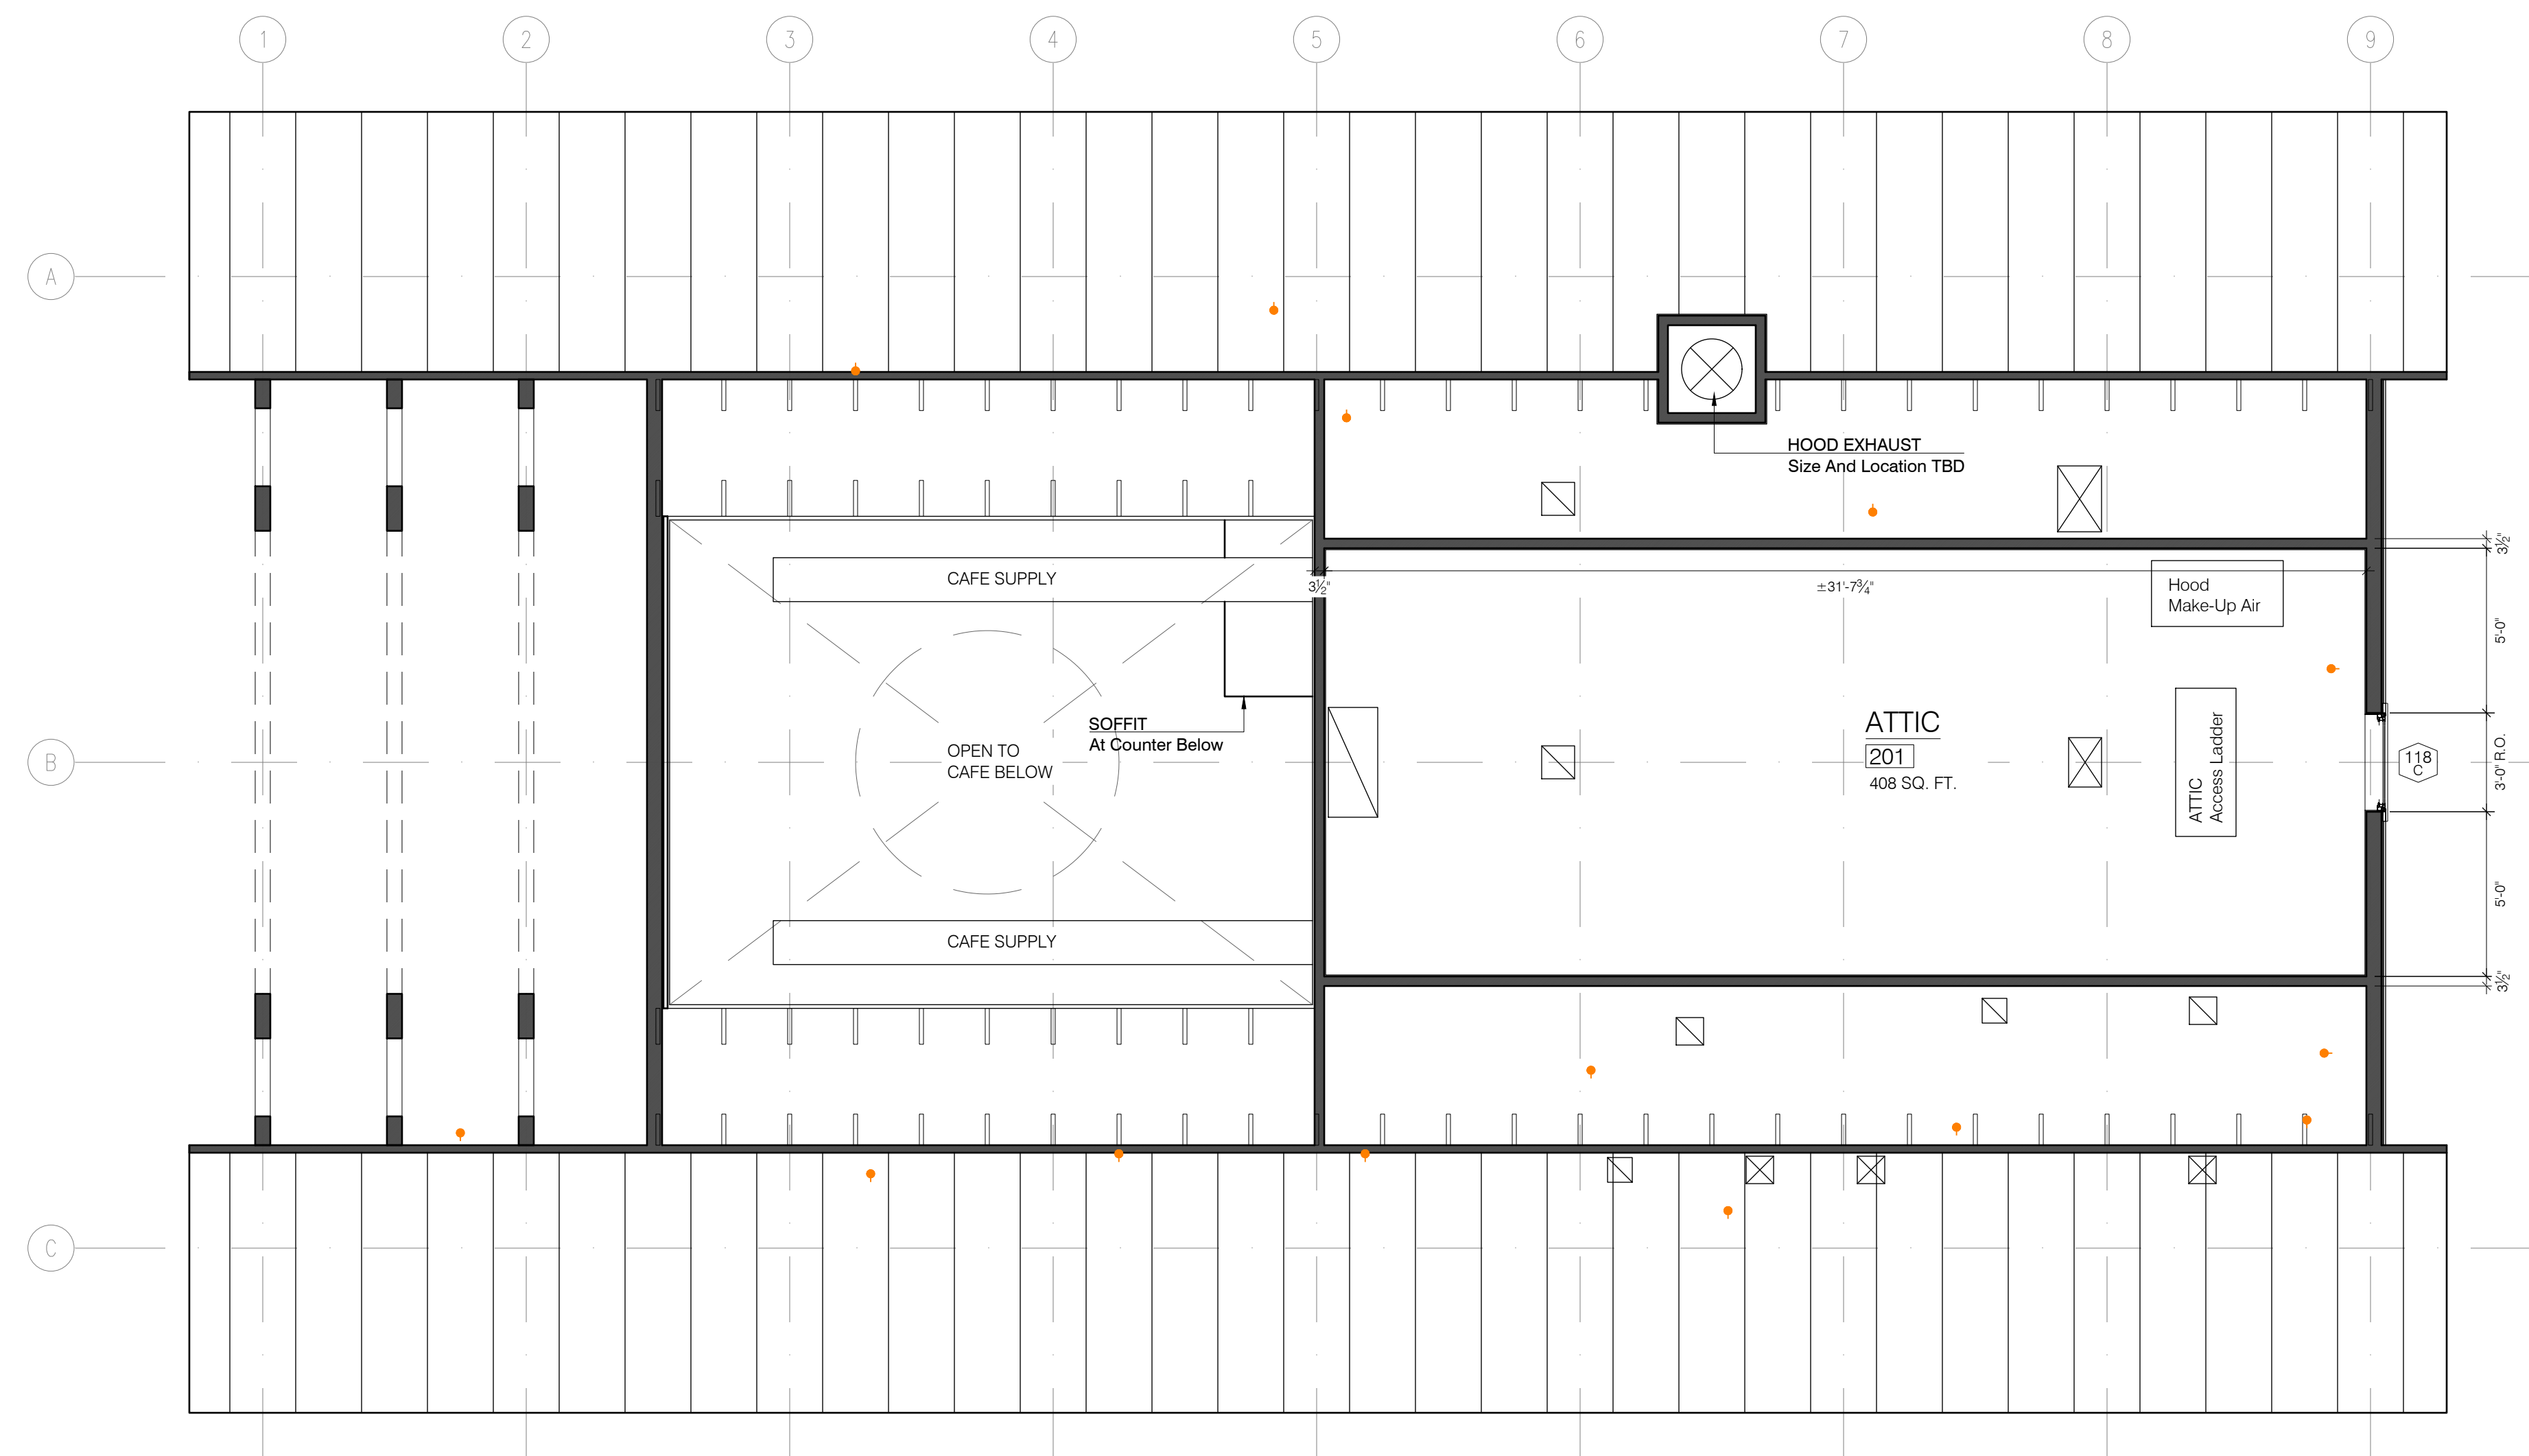 1 2 3 4 5 6 7 8 9
A
HOOD EXHAUST
Size And Location TBD
3½"
CAFE SUPPLY
3½"
±31'-7¾"
Hood
Make-Up Air
5'-0"
SOFFIT
At Counter Below
OPEN TO
CAFE BELOW
ATTIC
201
408 SQ. FT.
ATTIC
Access Ladder
B
118
C
3'-0" R.O.
5'-0"
CAFE SUPPLY
3½"
C